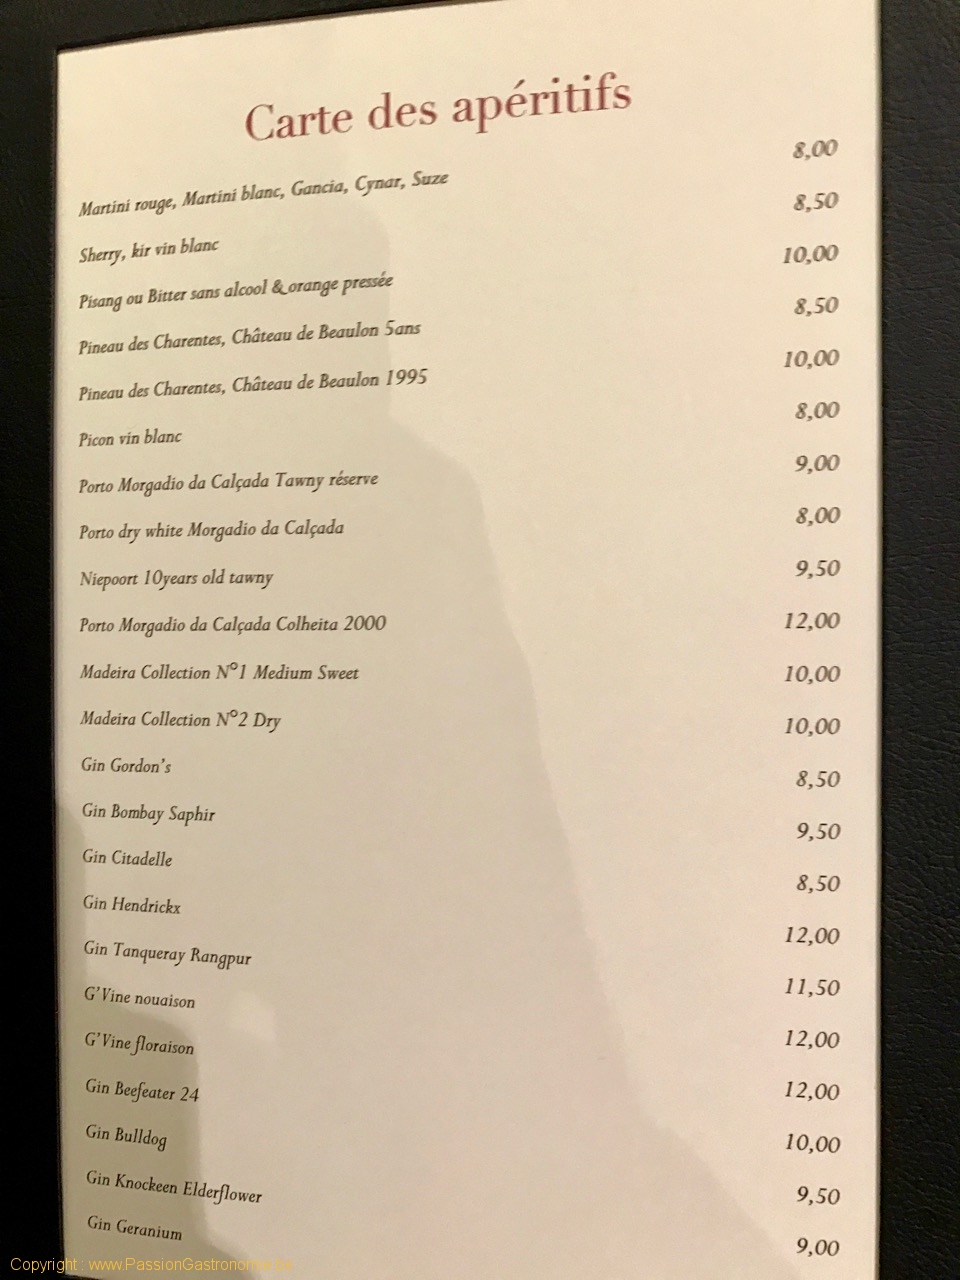 Carte des apéritifs
Martini rouge, Martini blanc, Gancia, Cynar, Suze 8,00
Sherry, kir vin blanc 8,50
Pisang ou Bitter sans alcool & orange pressée 10,00
Pineau des Charentes, Château de Beaulon 5ans 8,50
Pineau des Charentes, Château de Beaulon 1995 10,00
Picon vin blanc 8,00
Porto Morgadio da Calçada Tawny réserve 9,00
Porto dry white Morgadio da Calçada 8,00
Niepoort 10years old tawny 9,50
Porto Morgadio da Calçada Colheita 2000 12,00
Madeira Collection N°1 Medium Sweet 10,00
Madeira Collection N°2 Dry 10,00
Gin Gordon's 8,50
Gin Bombay Saphir 9,50
Gin Citadelle 8,50
Gin Hendrickx 12,00
Gin Tanqueray Rangpur 11,50
G'Vine nouaison 12,00
G'Vine floraison 12,00
Gin Beefeater 24 10,00
Gin Bulldog 9,50
Gin Knockeen Elderflower 9,00
Gin Geranium
Copyright :